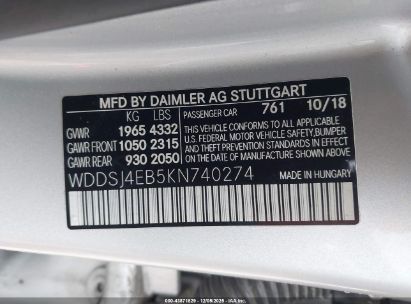 MFD BY DAIMLER AG STUTTGART
KG LBS PASSENGER CAR 761 10/18
GVWR 1965 4332 THIS VEHICLE CONFORMS TO ALL APPLICABLE
GAWR FRONT 1050 2315 U.S. FEDERAL MOTOR VEHICLE SAFETY, BUMPER
GAWR REAR 930 2050 AND THEFT PREVENTION STANDARDS IN EFFECT
ON THE DATE OF MANUFACTURE SHOWN ABOVE.
WDDSJ4EB5KN740274 MADE IN HUNGARY